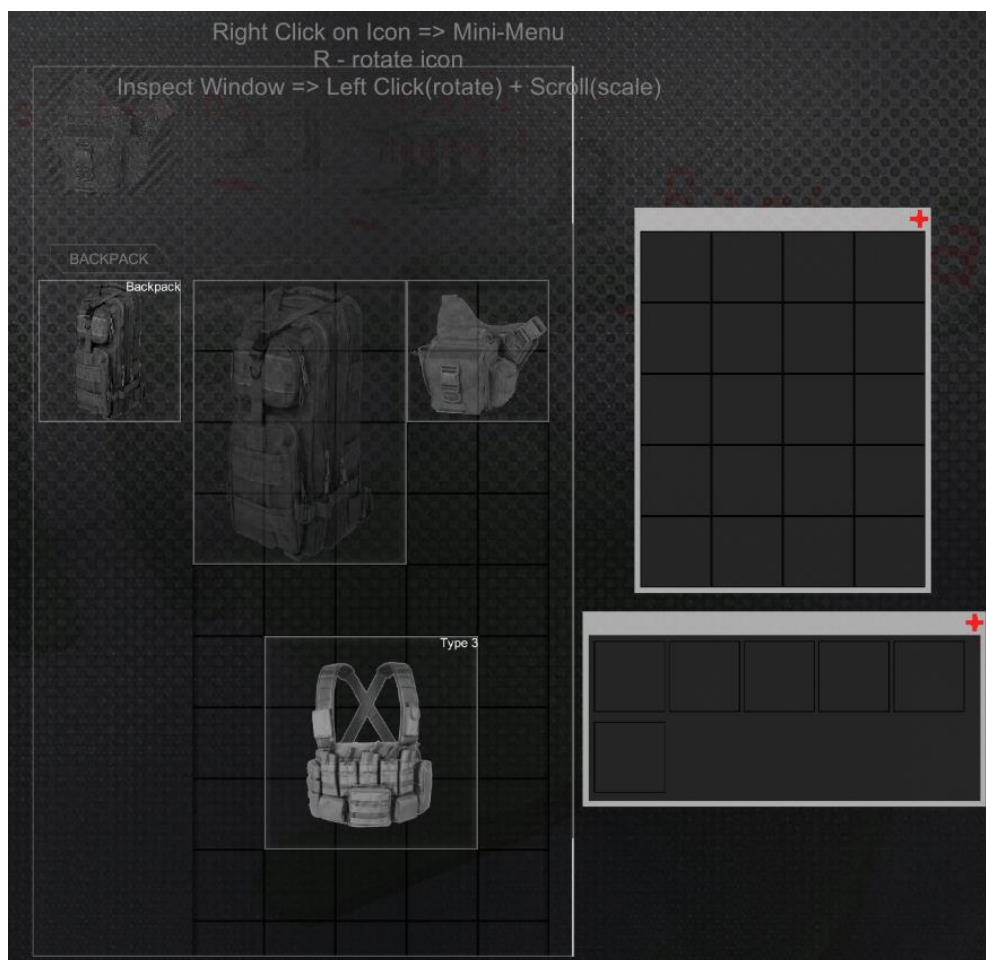 Right Click on Icon => Mini-Menu
R - rotate icon
Inspect Window => Left Click(rotate) + Scroll(scale)
BACKPACK
Backpack
Type 3